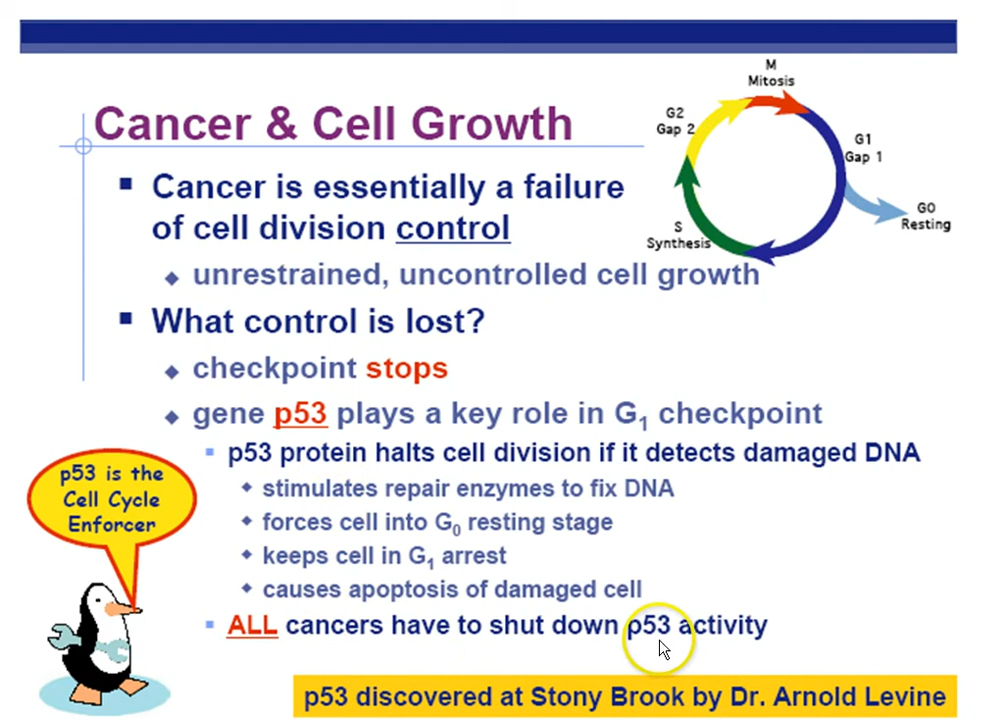 M
Mitosis
G2
Gap 2
G1
Gap 1
G0
Resting
S
Synthesis
Cancer & Cell Growth
Cancer is essentially a failure
of cell division control
unrestrained, uncontrolled cell growth
What control is lost?
checkpoint stops
gene p53 plays a key role in G1 checkpoint
p53 protein halts cell division if it detects damaged DNA
stimulates repair enzymes to fix DNA
forces cell into G0 resting stage
keeps cell in G1 arrest
causes apoptosis of damaged cell
ALL cancers have to shut down p53 activity
p53 is the
Cell Cycle
Enforcer
p53 discovered at Stony Brook by Dr. Arnold Levine